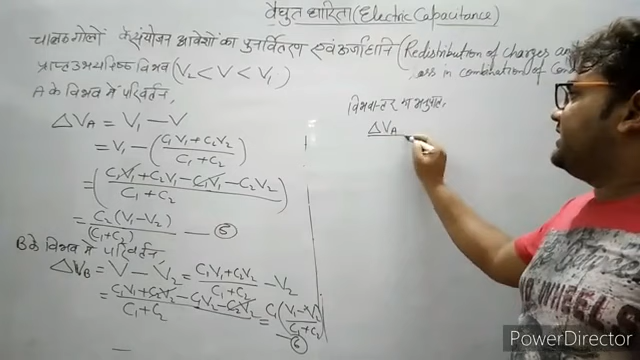 वैद्युत धारिता (Electric Capacitance)
चालक गोलों के संयोजन आवेशों का पुनर्वितरण एवं ऊर्जा हानि (Redistribution of charges an
loss in combination of Con
प्राप्त उभयनिष्ठ विभव (V₂ < V < V₁)
A के विभव में परिवर्तन,
ΔV_A = V₁ - V
= V₁ - (C₁V₁ + C₂V₂ / C₁ + C₂)
= (C₁V₁ + C₂V₁ - C₁V₁ - C₂V₂ / C₁ + C₂)
= C₂(V₁ - V₂) / (C₁ + C₂) — ⑤
B के विभव में परिवर्तन,
ΔV_B = V - V₂ = C₁V₁ + C₂V₂ / C₁ + C₂ - V₂
= C₁V₁ + C₂V₂ - C₁V₂ - C₂V₂ / C₁ + C₂ = C₁(V₁ - V₂ / C₁ + C₂) — ⑥
विभवान्तर का अनुपात,
ΔV_A
PowerDirector